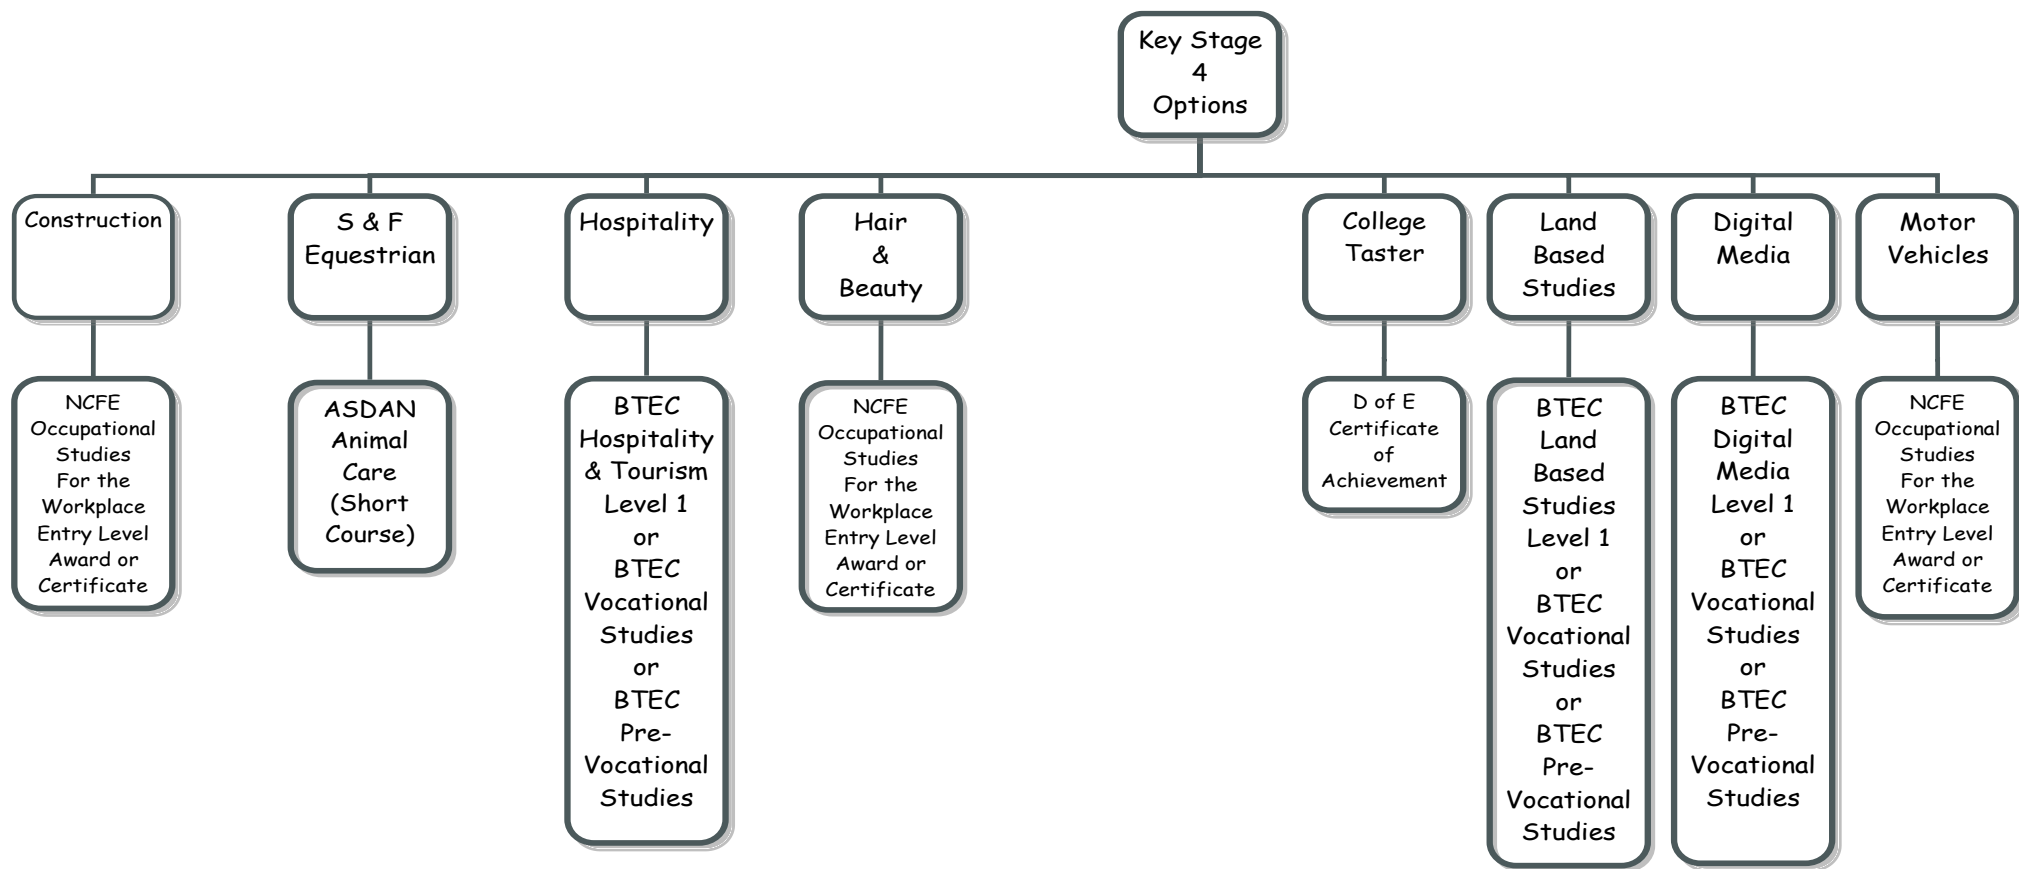 Key Stage
4
Options
Construction
S & F
Equestrian
Hospitality
Hair
&
Beauty
College
Taster
Land
Based
Studies
Digital
Media
Motor
Vehicles
NCFE
Occupational
Studies
For the
Workplace
Entry Level
Award or
Certificate
ASDAN
Animal
Care
(Short
Course)
BTEC
Hospitality
& Tourism
Level 1
or
BTEC
Vocational
Studies
or
BTEC
Pre-
Vocational
Studies
NCFE
Occupational
Studies
For the
Workplace
Entry Level
Award or
Certificate
D of E
Certificate
of
Achievement
BTEC
Land
Based
Studies
Level 1
or
BTEC
Vocational
Studies
or
BTEC
Pre-
Vocational
Studies
BTEC
Digital
Media
Level 1
or
BTEC
Vocational
Studies
or
BTEC
Pre-
Vocational
Studies
NCFE
Occupational
Studies
For the
Workplace
Entry Level
Award or
Certificate